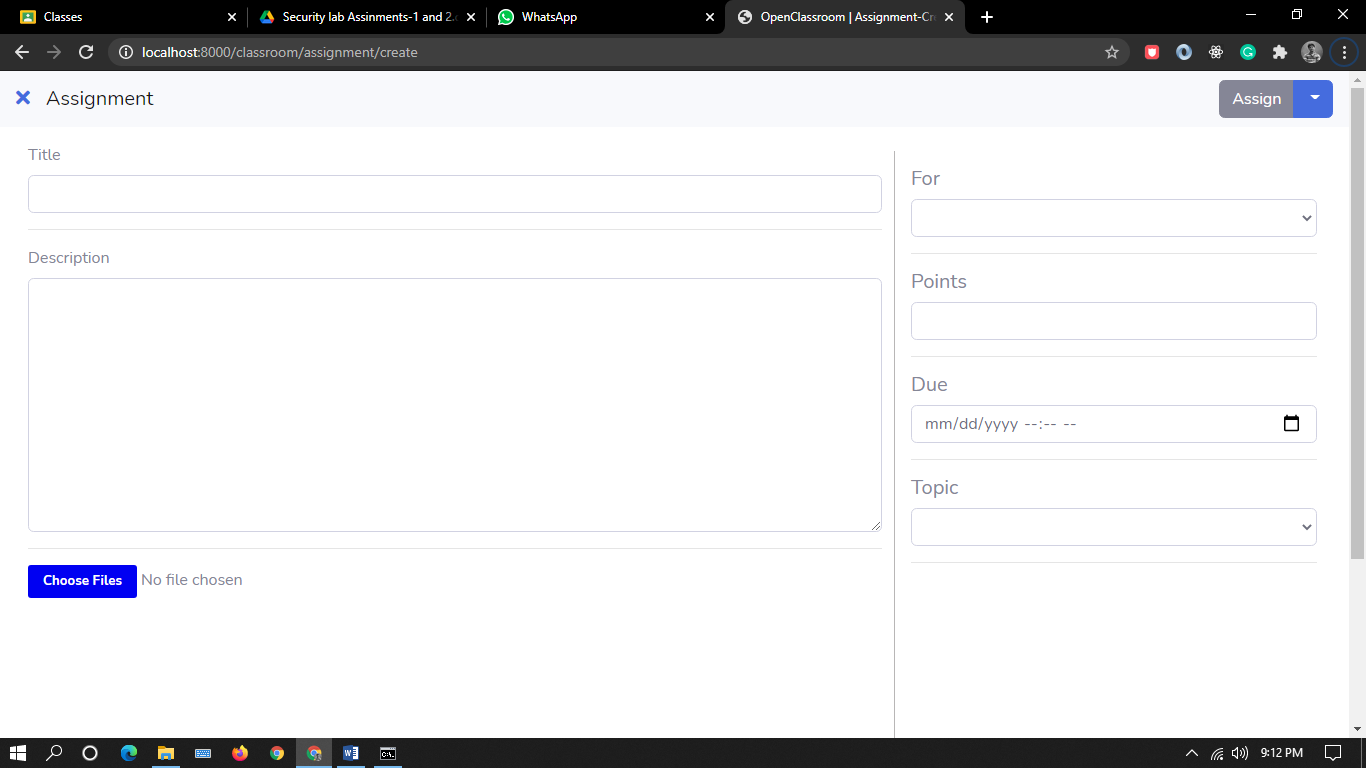 Classes
Security lab Assinments-1 and 2.
WhatsApp
OpenClassroom | Assignment-Cr
localhost:8000/classroom/assignment/create
Assignment
Assign
Title
Description
Choose Files No file chosen
For
Points
Due
mm/dd/yyyy --:-- --
Topic
9:12 PM